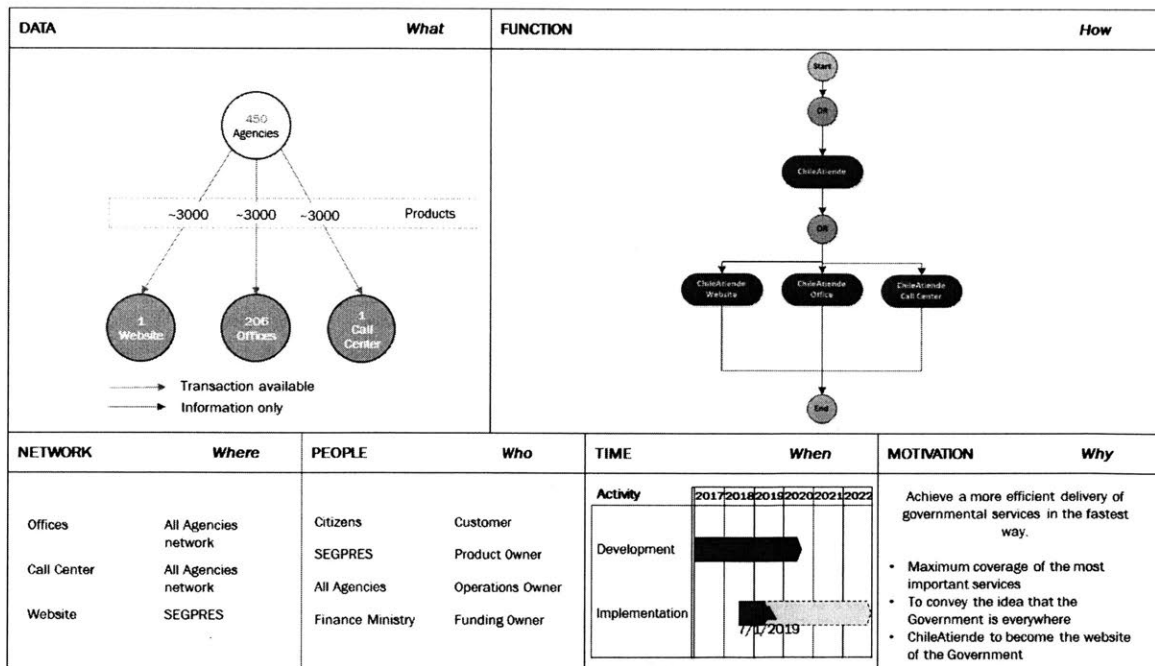 DATA What
450
Agencies
~3000 ~3000 ~3000 Products
1
Website
206
Offices
1
Call
Center
Transaction available
Information only
FUNCTION How
Start
OR
ChileAtiende
OR
ChileAtiende
Website
ChileAtiende
Office
ChileAtiende
Call Center
End
NETWORK Where
Offices All Agencies
network
Call Center All Agencies
network
Website SEGPRES
PEOPLE Who
Citizens Customer
SEGPRES Product Owner
All Agencies Operations Owner
Finance Ministry Funding Owner
TIME When
Activity 2017 2018 2019 2020 2021 2022
Development
Implementation
7/1/2019
MOTIVATION Why
Achieve a more efficient delivery of
governmental services in the fastest
way.
• Maximum coverage of the most
important services
• To convey the idea that the
Government is everywhere
• ChileAtiende to become the website
of the Government